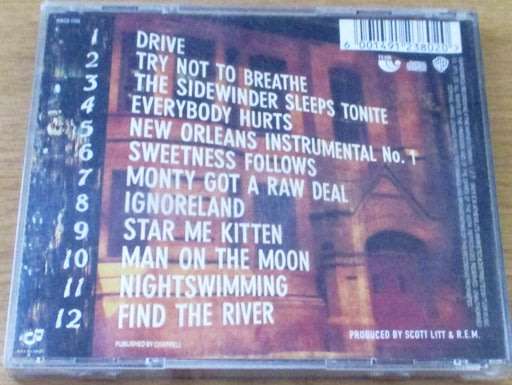 1 DRIVE
2 TRY NOT TO BREATHE
3 THE SIDEWINDER SLEEPS TONITE
4 EVERYBODY HURTS
5 NEW ORLEANS INSTRUMENTAL No. 1
6 SWEETNESS FOLLOWS
7 MONTY GOT A RAW DEAL
8 IGNORELAND
9 STAR ME KITTEN
10 MAN ON THE MOON
11 NIGHTSWIMMING
12 FIND THE RIVER
PUBLISHED BY CHAPPELL
PRODUCED BY SCOTT LITT & R.E.M.